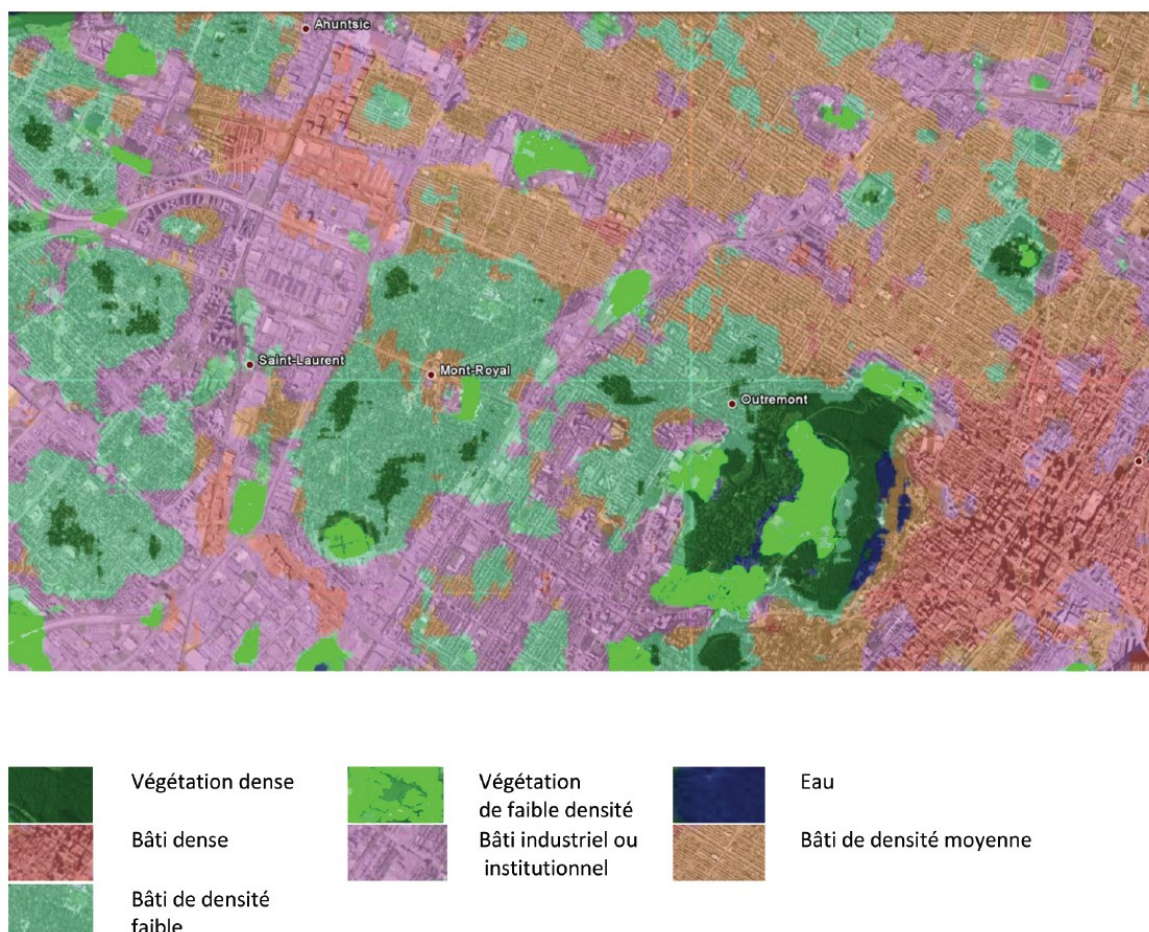 Ahuntsic
Saint-Laurent
Mont-Royal
Outremont
Végétation dense
Végétation
de faible densité
Eau
Bâti dense
Bâti industriel ou
institutionnel
Bâti de densité moyenne
Bâti de densité
faible